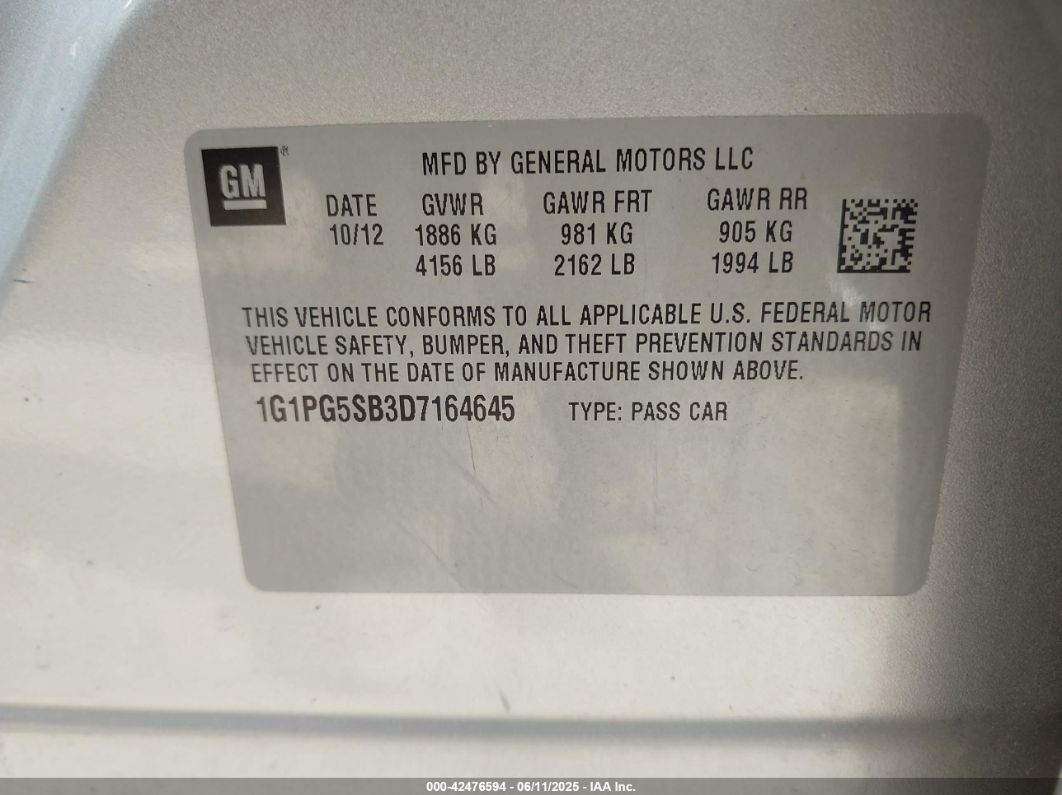 GM®
MFD BY GENERAL MOTORS LLC
DATE GVWR GAWR FRT GAWR RR
10/12 1886 KG 981 KG 905 KG
4156 LB 2162 LB 1994 LB
THIS VEHICLE CONFORMS TO ALL APPLICABLE U.S. FEDERAL MOTOR
VEHICLE SAFETY, BUMPER, AND THEFT PREVENTION STANDARDS IN
EFFECT ON THE DATE OF MANUFACTURE SHOWN ABOVE.
1G1PG5SB3D7164645 TYPE: PASS CAR
000-42476594 - 06/11/2025 - IAA Inc.